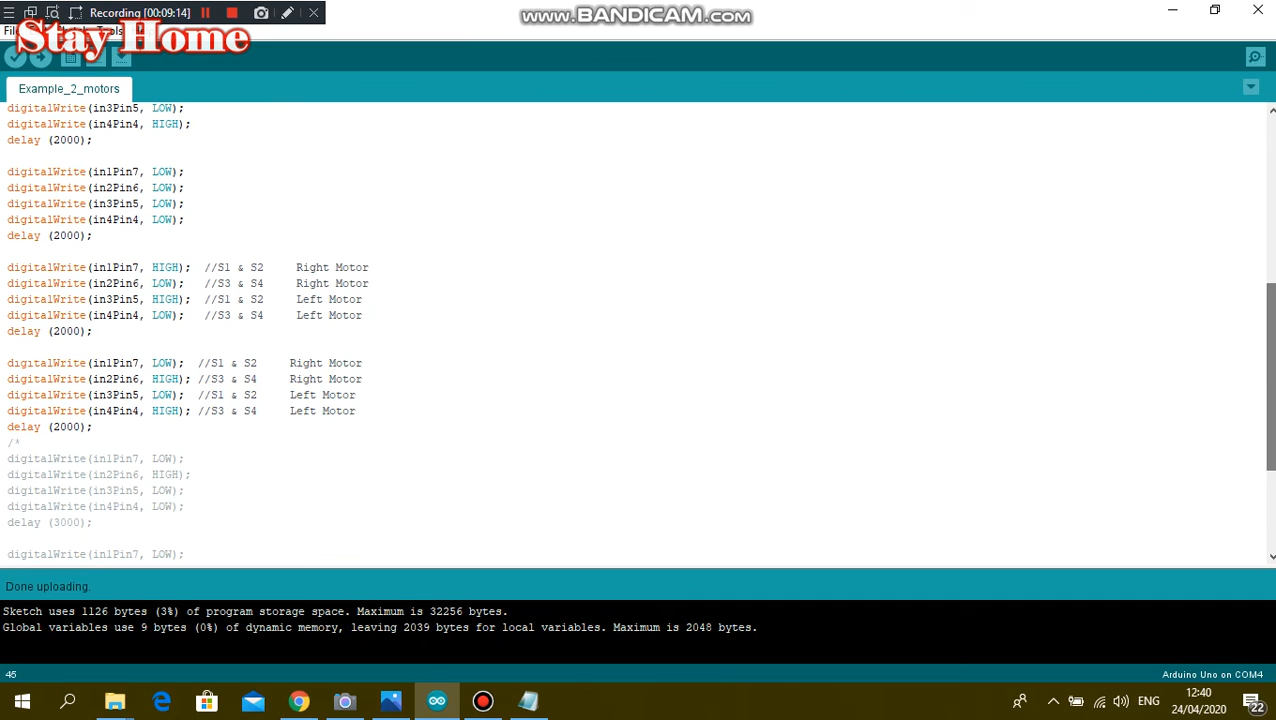 Recording [00:09:14]
www.BANDICAM.com
Stay Home
Example_2_motors
digitalWrite(in3Pin5, LOW);
digitalWrite(in4Pin4, HIGH);
delay (2000);
digitalWrite(in1Pin7, LOW);
digitalWrite(in2Pin6, LOW);
digitalWrite(in3Pin5, LOW);
digitalWrite(in4Pin4, LOW);
delay (2000);
digitalWrite(in1Pin7, HIGH); //S1 & S2 Right Motor
digitalWrite(in2Pin6, LOW); //S3 & S4 Right Motor
digitalWrite(in3Pin5, HIGH); //S1 & S2 Left Motor
digitalWrite(in4Pin4, LOW); //S3 & S4 Left Motor
delay (2000);
digitalWrite(in1Pin7, LOW); //S1 & S2 Right Motor
digitalWrite(in2Pin6, HIGH); //S3 & S4 Right Motor
digitalWrite(in3Pin5, LOW); //S1 & S2 Left Motor
digitalWrite(in4Pin4, HIGH); //S3 & S4 Left Motor
delay (2000);
/*
digitalWrite(in1Pin7, LOW);
digitalWrite(in2Pin6, HIGH);
digitalWrite(in3Pin5, LOW);
digitalWrite(in4Pin4, LOW);
delay (3000);
digitalWrite(in1Pin7, LOW);
Done uploading.
Sketch uses 1126 bytes (3%) of program storage space. Maximum is 32256 bytes.
Global variables use 9 bytes (0%) of dynamic memory, leaving 2039 bytes for local variables. Maximum is 2048 bytes.
46 Arduino Uno on COM4
ENG
12:40
24/04/2020
22